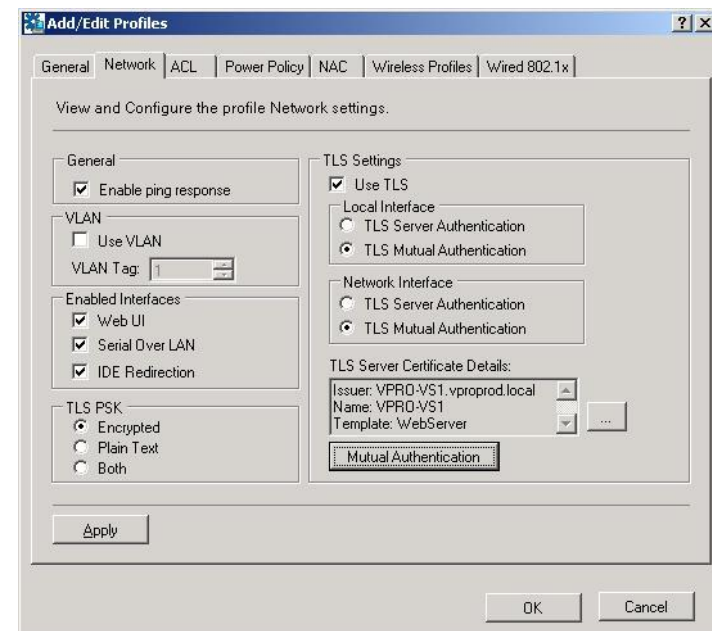 Add/Edit Profiles
General Network ACL Power Policy NAC Wireless Profiles Wired 802.1x
View and Configure the profile Network settings.
General
Enable ping response
VLAN
Use VLAN
VLAN Tag: 1
Enabled Interfaces
Web UI
Serial Over LAN
IDE Redirection
TLS PSK
Encrypted
Plain Text
Both
TLS Settings
Use TLS
Local Interface
TLS Server Authentication
TLS Mutual Authentication
Network Interface
TLS Server Authentication
TLS Mutual Authentication
TLS Server Certificate Details:
Issuer: VPRO-VS1.vproprod.local
Name: VPRO-VS1
Template: WebServer
...
Mutual Authentication
Apply
OK Cancel